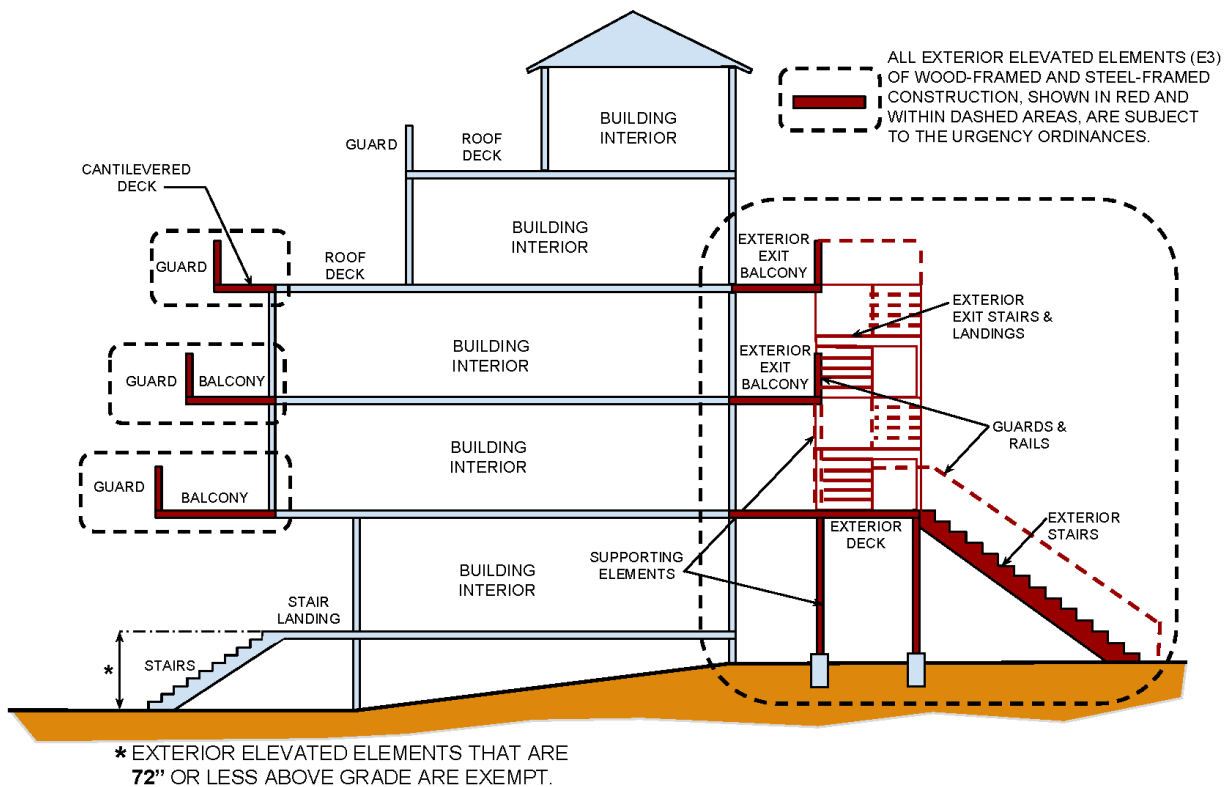 ALL EXTERIOR ELEVATED ELEMENTS (E3)
OF WOOD-FRAMED AND STEEL-FRAMED
CONSTRUCTION, SHOWN IN RED AND
WITHIN DASHED AREAS, ARE SUBJECT
TO THE URGENCY ORDINANCES.
BUILDING
INTERIOR
GUARD
ROOF
DECK
CANTILEVERED
DECK
BUILDING
INTERIOR
EXTERIOR
EXIT
BALCONY
GUARD
ROOF
DECK
EXTERIOR
EXIT STAIRS &
LANDINGS
BUILDING
INTERIOR
EXTERIOR
EXIT
BALCONY
GUARD
BALCONY
GUARDS &
RAILS
BUILDING
INTERIOR
GUARD
BALCONY
EXTERIOR
STAIRS
EXTERIOR
DECK
SUPPORTING
ELEMENTS
BUILDING
INTERIOR
STAIR
LANDING
*
STAIRS
* EXTERIOR ELEVATED ELEMENTS THAT ARE
72” OR LESS ABOVE GRADE ARE EXEMPT.